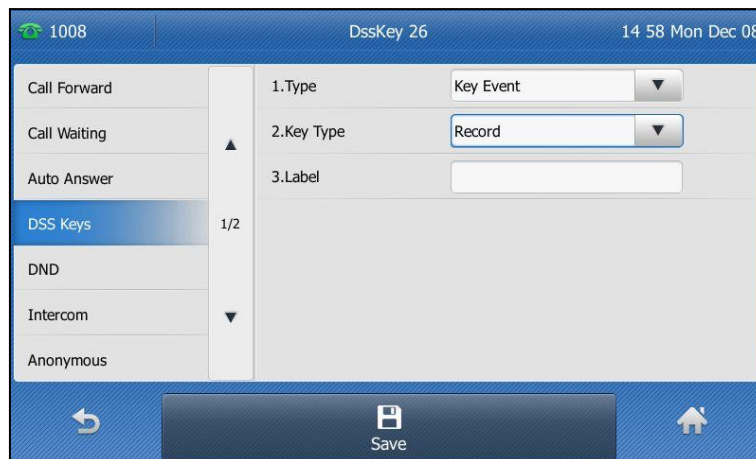 1008 DssKey 26 14 58 Mon Dec 08
Call Forward
Call Waiting
Auto Answer
DSS Keys
DND
Intercom
Anonymous
1/2
1.Type Key Event
2.Key Type Record
3.Label
Save